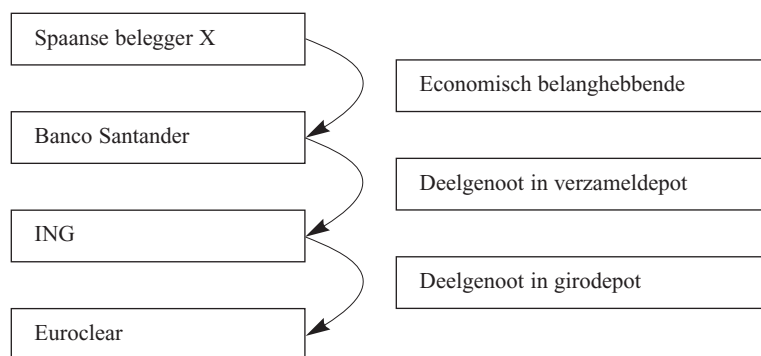 Spaanse belegger X
Economisch belanghebbende
Banco Santander
Deelgenoot in verzameldepot
ING
Deelgenoot in girodepot
Euroclear